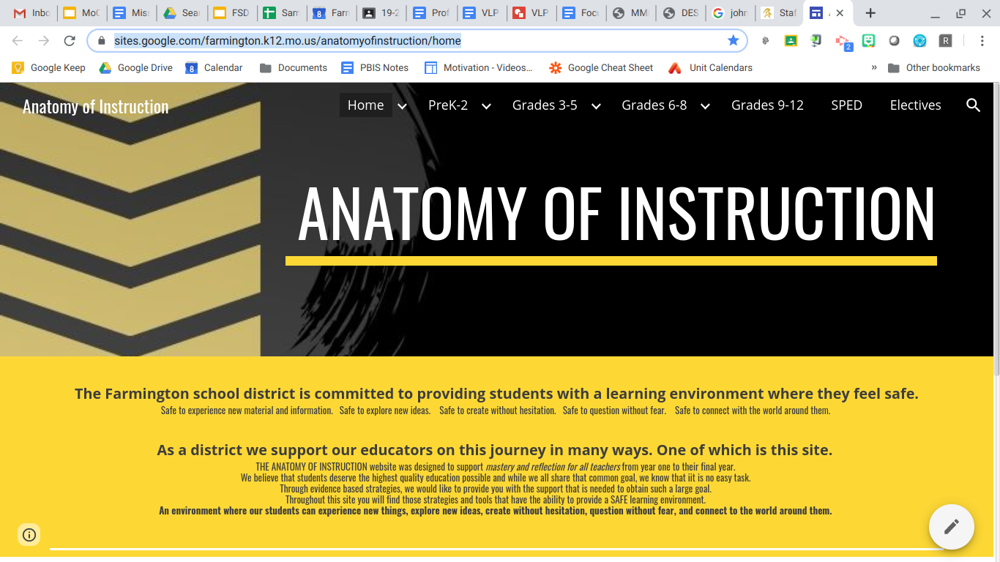 Inbo MoC Miss Sear FSD Sam Farm 19-2 Prof VLP VLP Foc MM DES johr Staf
sites.google.com/farmington.k12.mo.us/anatomyofinstruction/home
2 R
Google Keep Google Drive 8 Calendar Documents PBIS Notes Motivation - Videos... Google Cheat Sheet Unit Calendars » Other bookmarks
Anatomy of Instruction Home PreK-2 Grades 3-5 Grades 6-8 Grades 9-12 SPED Electives
ANATOMY OF INSTRUCTION
The Farmington school district is committed to providing students with a learning environment where they feel safe.
Safe to experience new material and information. Safe to explore new ideas. Safe to create without hesitation. Safe to question without fear. Safe to connect with the world around them.
As a district we support our educators on this journey in many ways. One of which is this site.
THE ANATOMY OF INSTRUCTION website was designed to support mastery and reflection for all teachers from year one to their final year.
We believe that students deserve the highest quality education possible and while we all share that common goal, we know that iit is no easy task.
Through evidence based strategies, we would like to provide you with the support that is needed to obtain such a large goal.
Throughout this site you will find those strategies and tools that have the ability to provide a SAFE learning environment.
An environment where our students can experience new things, explore new ideas, create without hesitation, question without fear, and connect to the world around them.